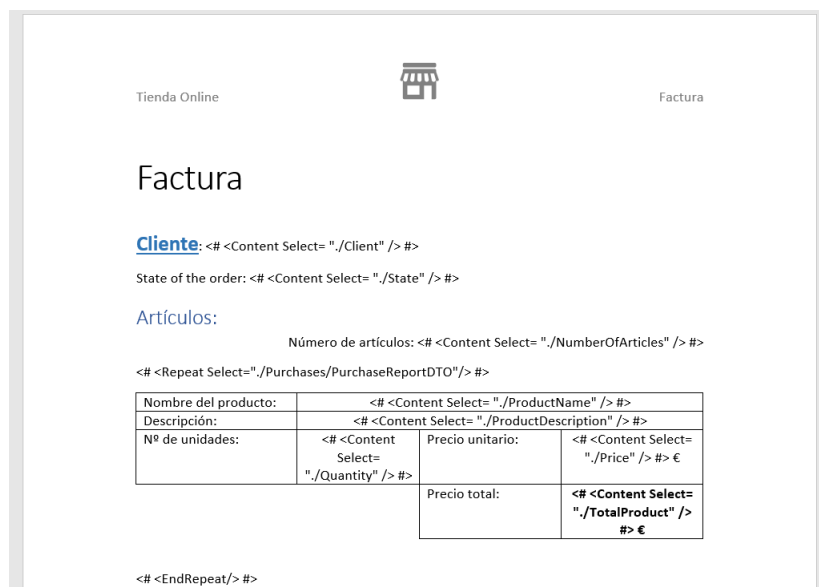 Tienda Online
Factura
Factura
Cliente: <# <Content Select= "./Client" /> #>
State of the order: <# <Content Select= "./State" /> #>
Artículos:
Número de artículos: <# <Content Select= "./NumberOfArticles" /> #>
<# <Repeat Select="./Purchases/PurchaseReportDTO"/> #>
Nombre del producto:
<# <Content Select= "./ProductName" /> #>
Descripción:
<# <Content Select= "./ProductDescription" /> #>
Nº de unidades:
<# <Content
Select=
"./Quantity" /> #>
Precio unitario:
<# <Content Select=
"./Price" /> #> €
Precio total:
<# <Content Select=
"./TotalProduct" />
#> €
<# <EndRepeat/> #>